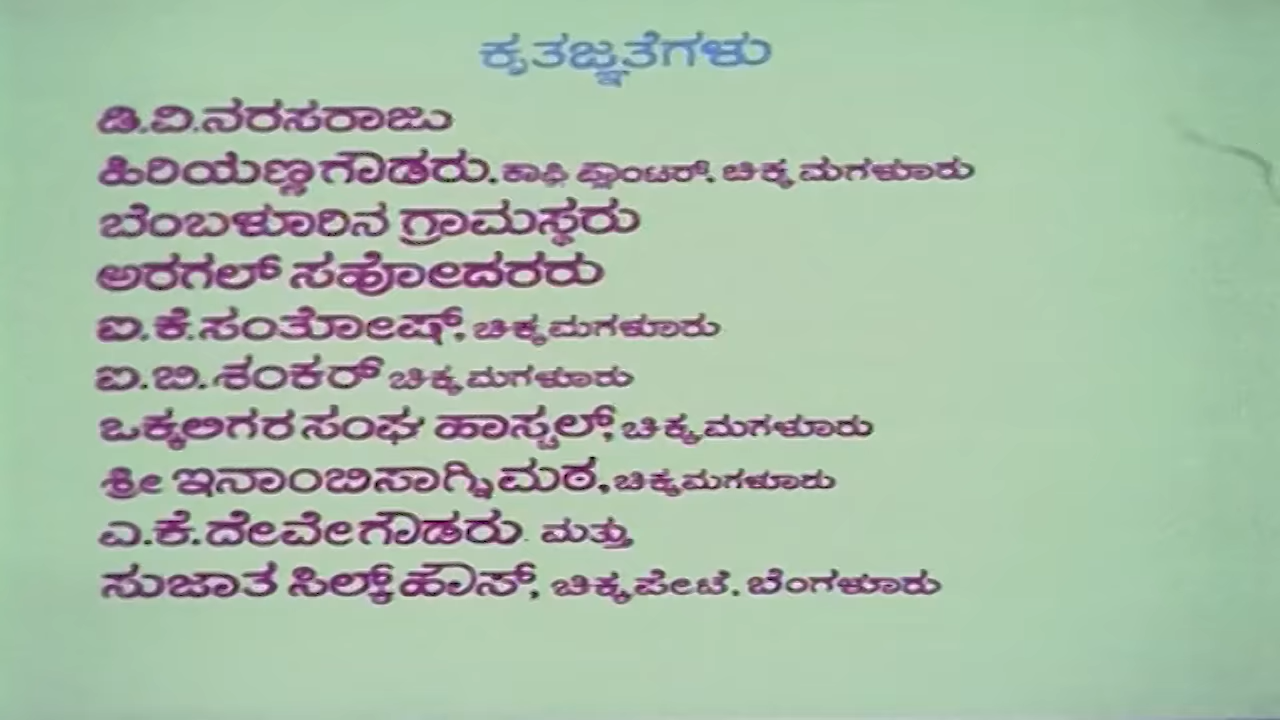 ಕೃತಜ್ಞತೆಗಳು
ಡಿ.ವಿ.ನರಸರಾಜು
ಹಿರಿಯಣ್ಣಗೌಡರು, ಕಾಫಿ ಪ್ಲಾಂಟರ್, ಚಿಕ್ಕಮಗಳೂರು
ಬೆಂಬಳೂರಿನ ಗ್ರಾಮಸ್ಥರು
ಅರಗಲ್ ಸಹೋದರರು
ಐ.ಕೆ.ಸಂತೋಷ್, ಚಿಕ್ಕಮಗಳೂರು
ಐ.ಬಿ.ಶಂಕರ್ ಚಿಕ್ಕಮಗಳೂರು
ಒಕ್ಕಲಿಗರ ಸಂಘ ಹಾಸ್ಟಲ್, ಚಿಕ್ಕಮಗಳೂರು
ಶ್ರೀ ಇನಾಂಬಿಸಾಗ್ನಿಮಠ, ಚಿಕ್ಕಮಗಳೂರು
ಎ.ಕೆ.ದೇವೇಗೌಡರು ಮತ್ತು
ಸುಜಾತ ಸಿಲ್ಕ್ ಹೌಸ್, ಚಿಕ್ಕಪೇಟೆ, ಬೆಂಗಳೂರು